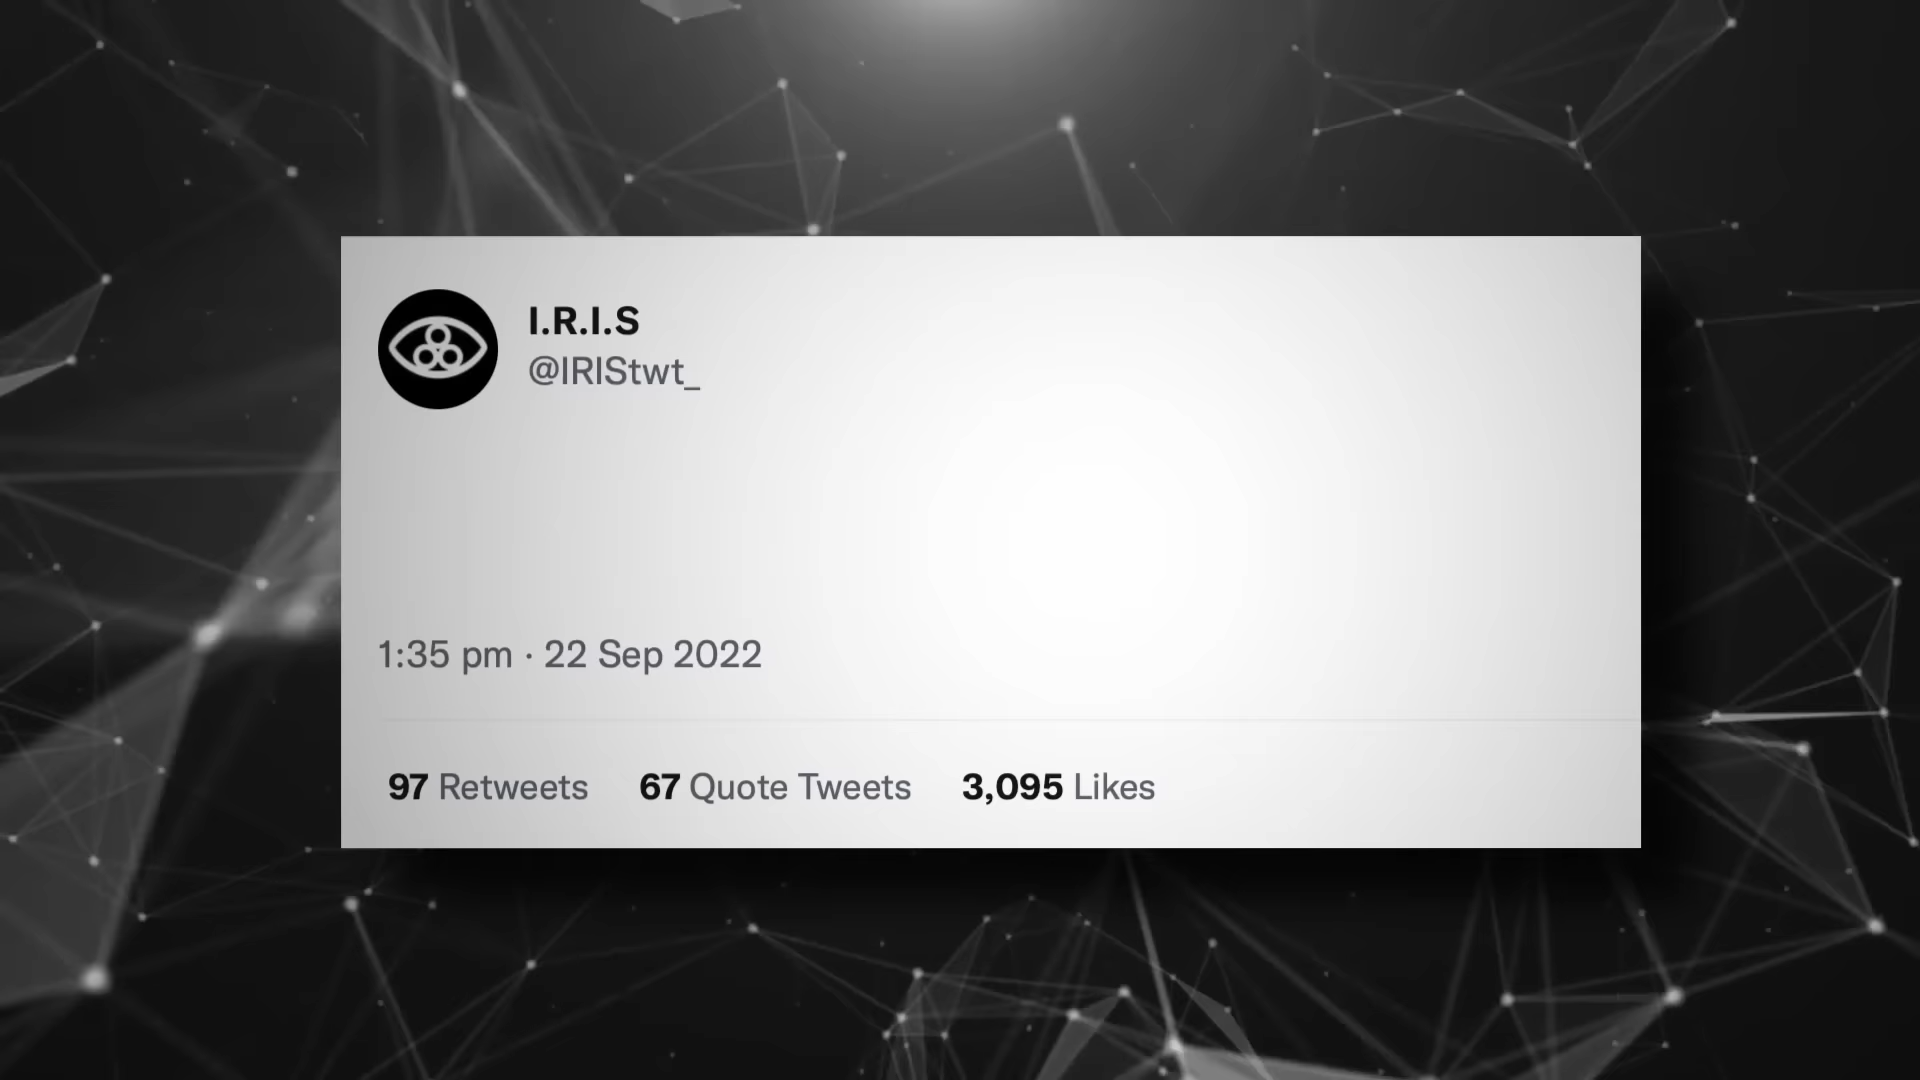 I.R.I.S
@IRIStwt_
1:35 pm · 22 Sep 2022
97 Retweets 67 Quote Tweets 3,095 Likes